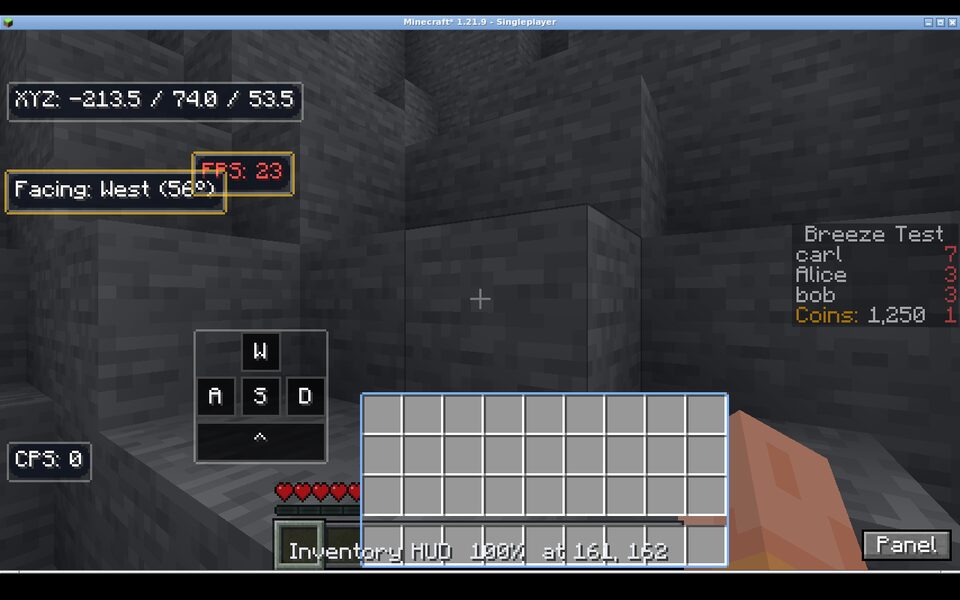 Minecraft* 1.21.9 - Singleplayer
XYZ: -213.5 / 74.0 / 53.5
FPS: 23
Facing: West (56°)
Breeze Test
carl 7
Alice 3
bob 3
Coins: 1,250 1
W
A S D
^
CPS: 0
Inventory HUD 100% at 161, 162
Panel